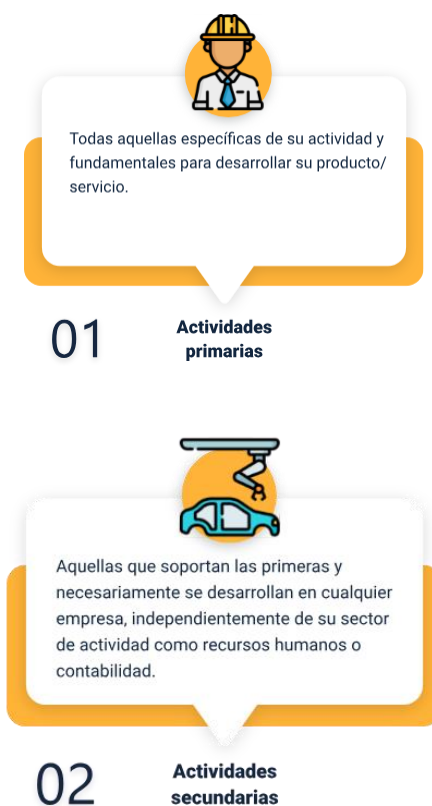 Todas aquellas específicas de su actividad y
fundamentales para desarrollar su producto/
servicio.
01
Actividades
primarias
Aquellas que soportan las primeras y
necesariamente se desarrollan en cualquier
empresa, independientemente de su sector
de actividad como recursos humanos o
contabilidad.
02
Actividades
secundarias